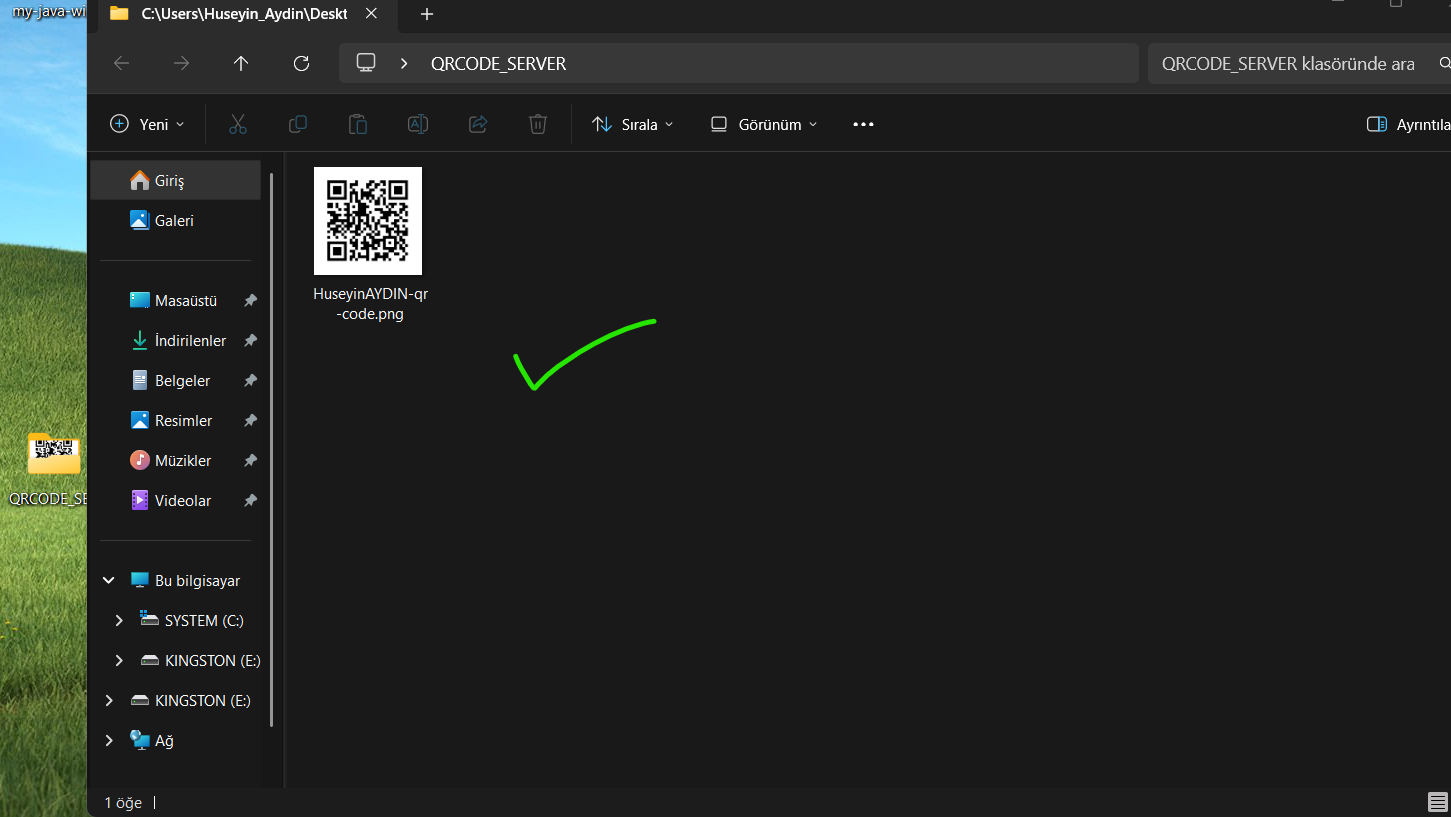 my-java-wi
C:\Users\Huseyin_Aydin\Deskt
QRCODE_SERVER
QRCODE_SERVER klasöründe ara
Yeni
Sırala
Görünüm
Ayrıntıla
Giriş
Galeri
Masaüstü
İndirilenler
Belgeler
Resimler
Müzikler
Videolar
Bu bilgisayar
SYSTEM (C:)
KINGSTON (E:)
KINGSTON (E:)
Ağ
HuseyinAYDIN-qr
-code.png
QRCODE_SE
1 öğe